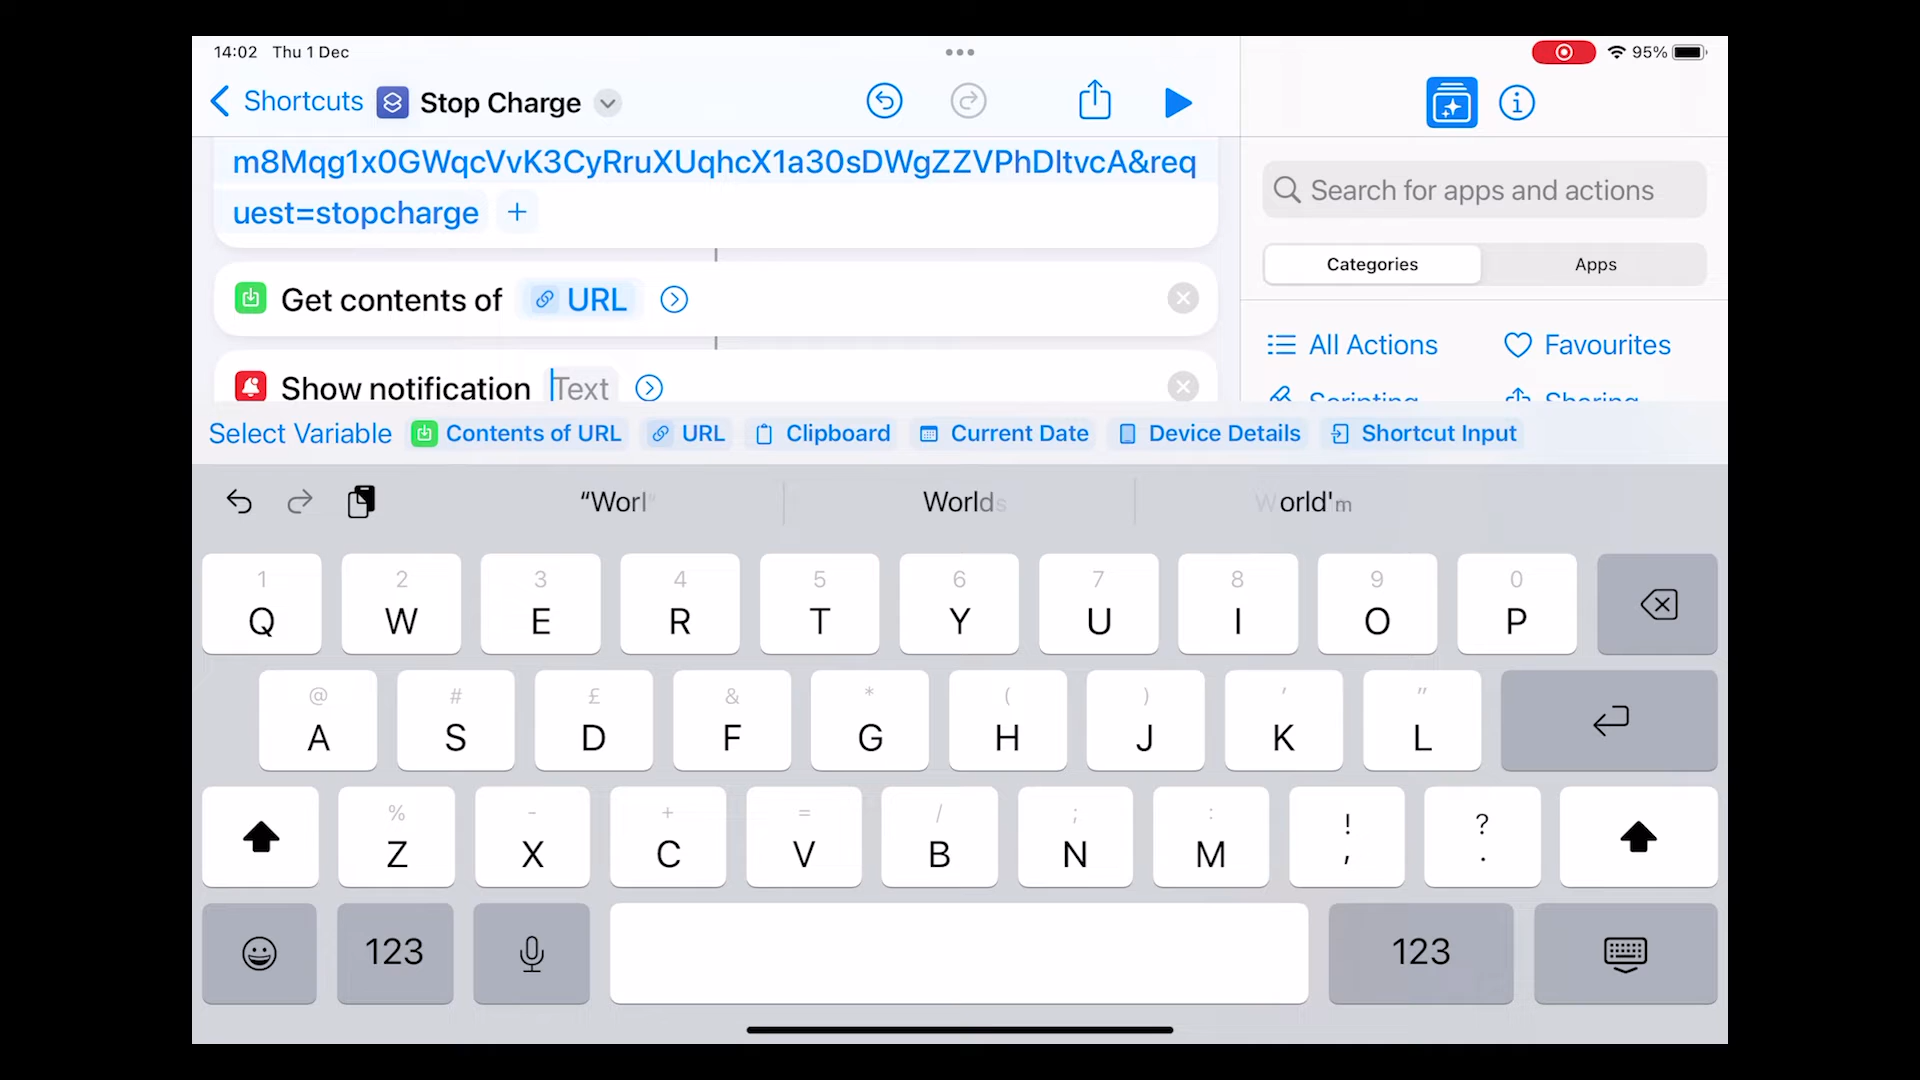 14:02 Thu 1 Dec
95%
Shortcuts Stop Charge
m8Mqg1x0GWqcVvK3CyRruXUqhcX1a30sDWgZZVPhDltvcA&req
uest=stopcharge +
Get contents of URL
Show notification Text
Search for apps and actions
Categories Apps
All Actions Favourites
Scripting Sharing
Select Variable Contents of URL URL Clipboard Current Date Device Details Shortcut Input
“Worl” Worlds World'm
1 2 3 4 5 6 7 8 9 0
Q W E R T Y U I O P
@ # £ & * ( ) ' "
A S D F G H J K L
% - + = / ; : ! ?
Z X C V B N M , .
123 123